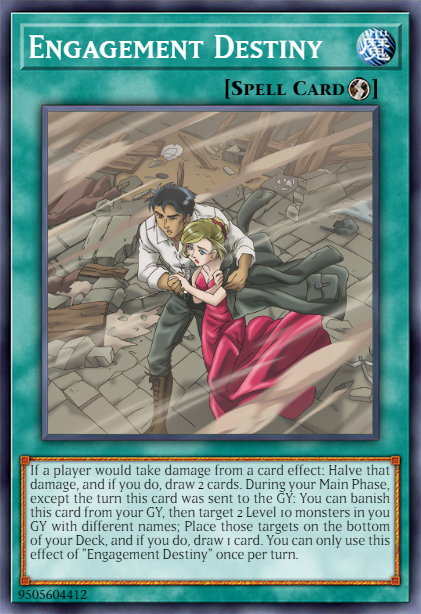 Engagement Destiny
魔
[Spell Card]
If a player would take damage from a card effect: Halve that
damage, and if you do, draw 2 cards. During your Main Phase,
except the turn this card was sent to the GY: You can banish
this card from your GY, then target 2 Level 10 monsters in you
GY with different names; Place those targets on the bottom
of your Deck, and if you do, draw 1 card. You can only use this
effect of "Engagement Destiny" once per turn.
9505604412